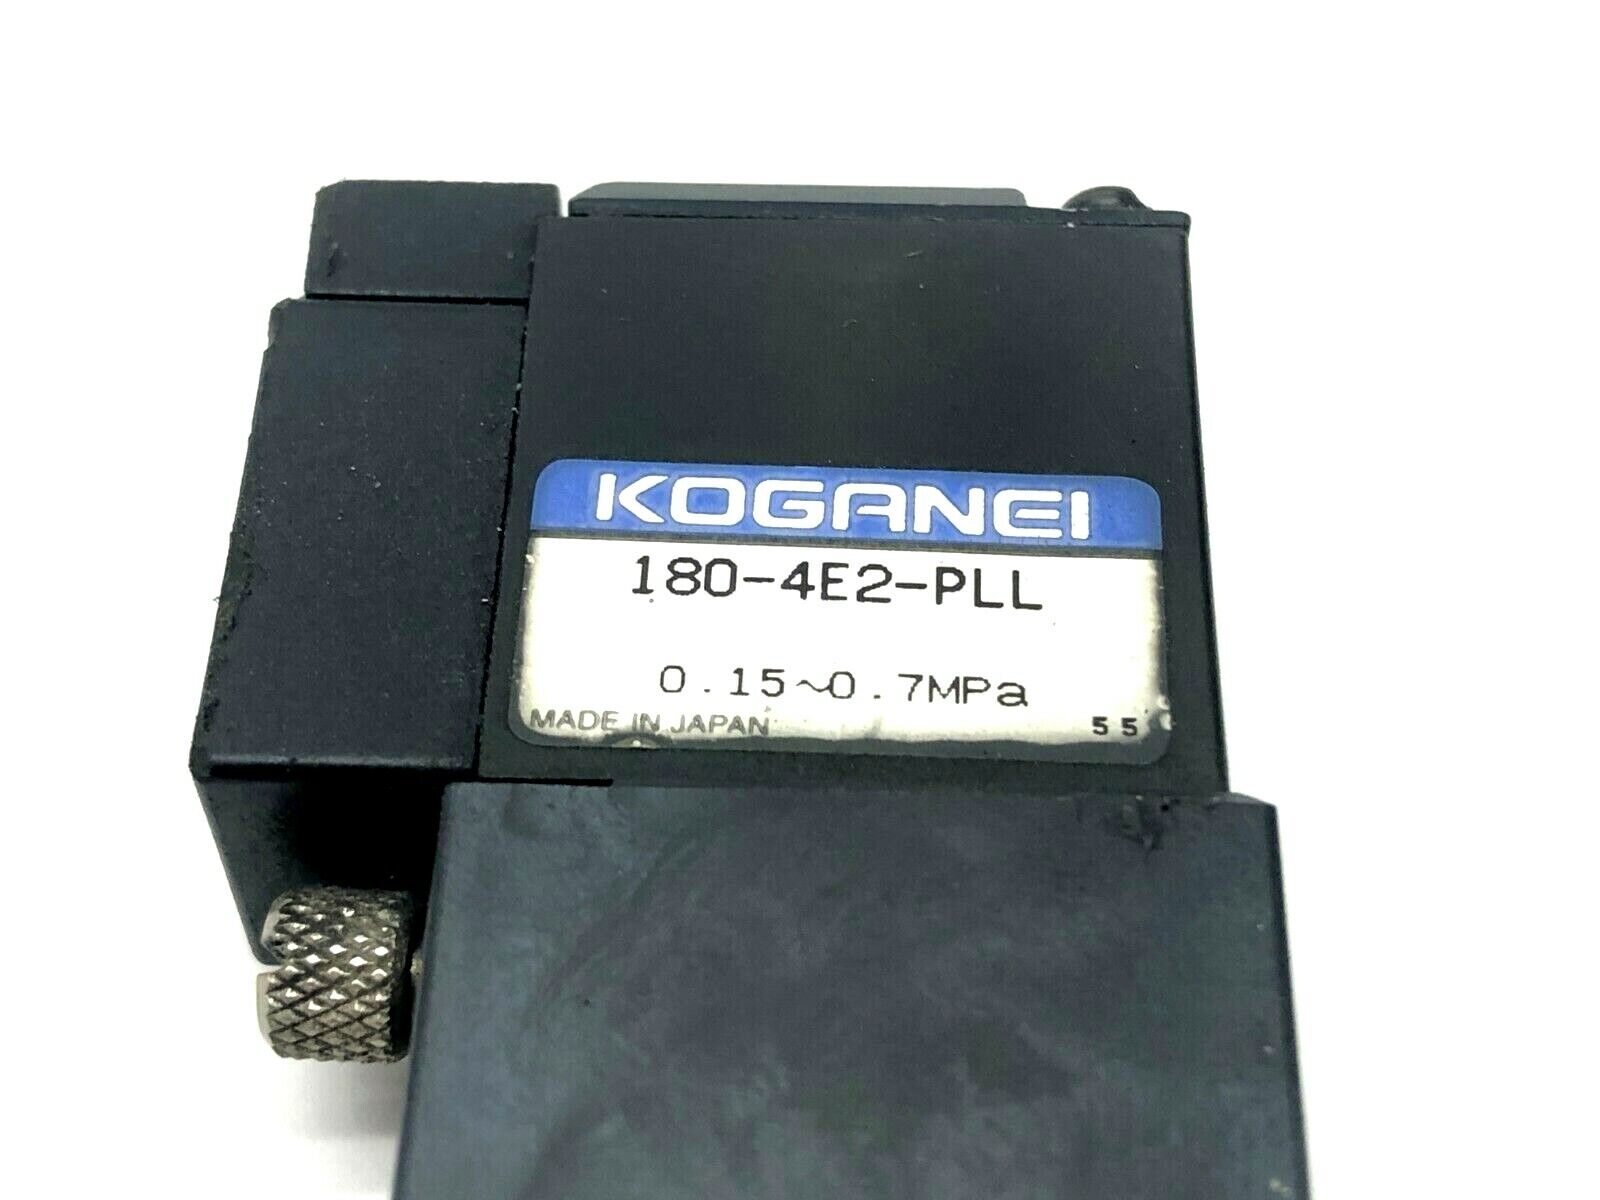 KOGANEI
180-4E2-PLL
0.15~0.7MPa
MADE IN JAPAN 55